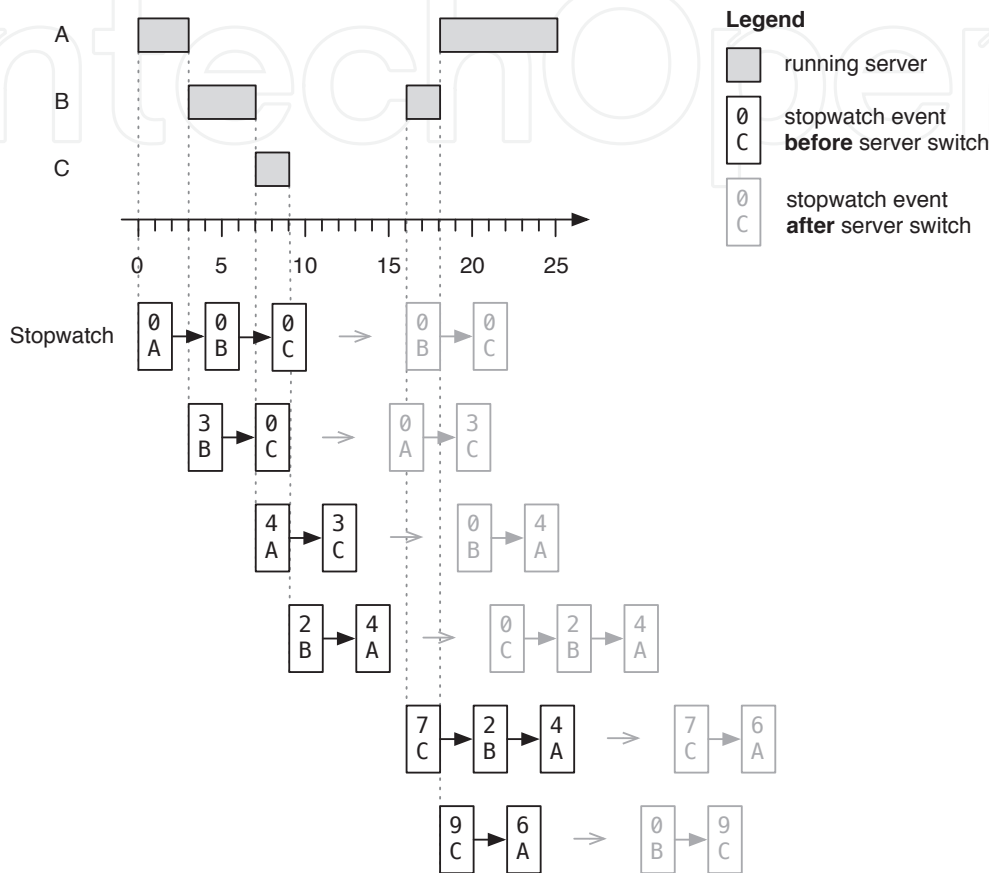 ntechOpen
A
B
C
Legend
running server
0
C
stopwatch event
before server switch
0
C
stopwatch event
after server switch
0 5 10 15 20 25
Stopwatch
0 0 0 0 0
A B C B C
3 0 0 3
B C A C
4 3 0 4
A C B A
2 4 0 2 4
B A C B A
7 2 4 7 6
C B A C A
9 6 0 9
C A B C